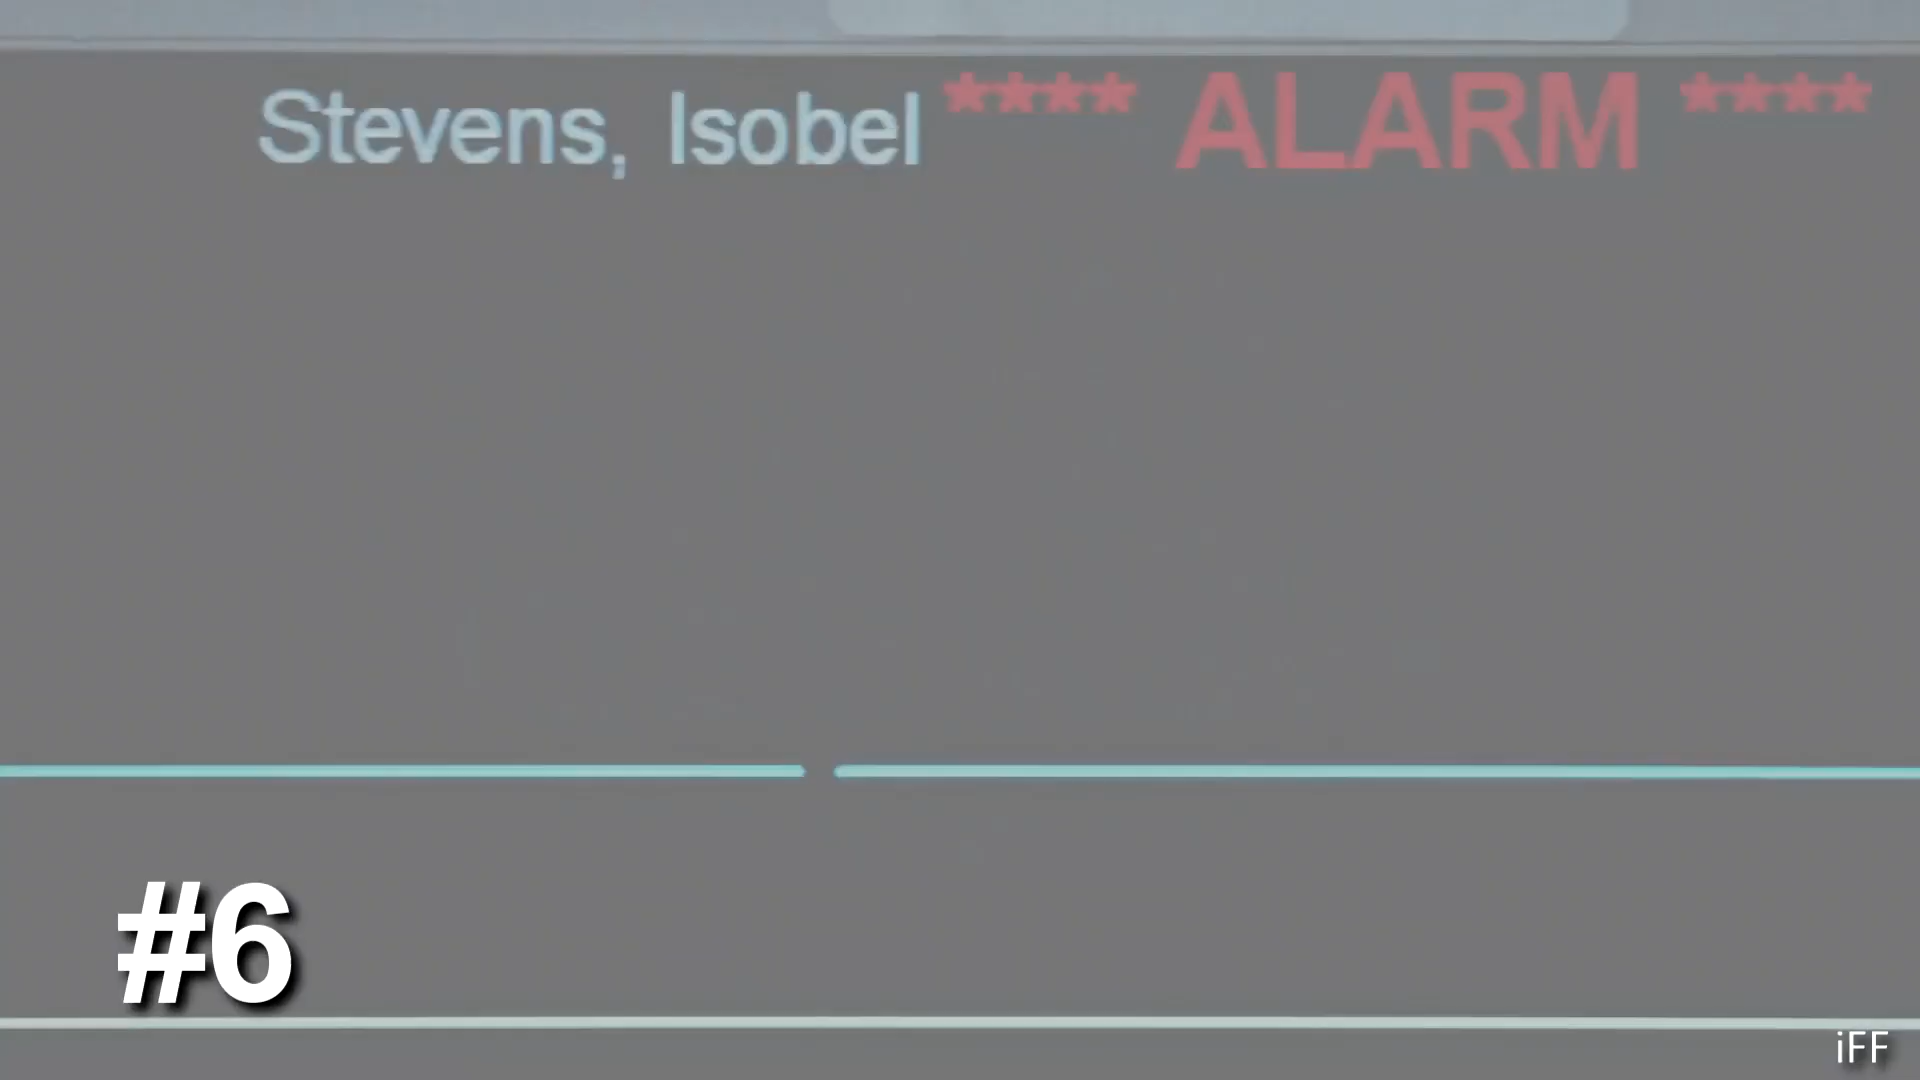 Stevens, Isobel **** ALARM ****
#6
iFF